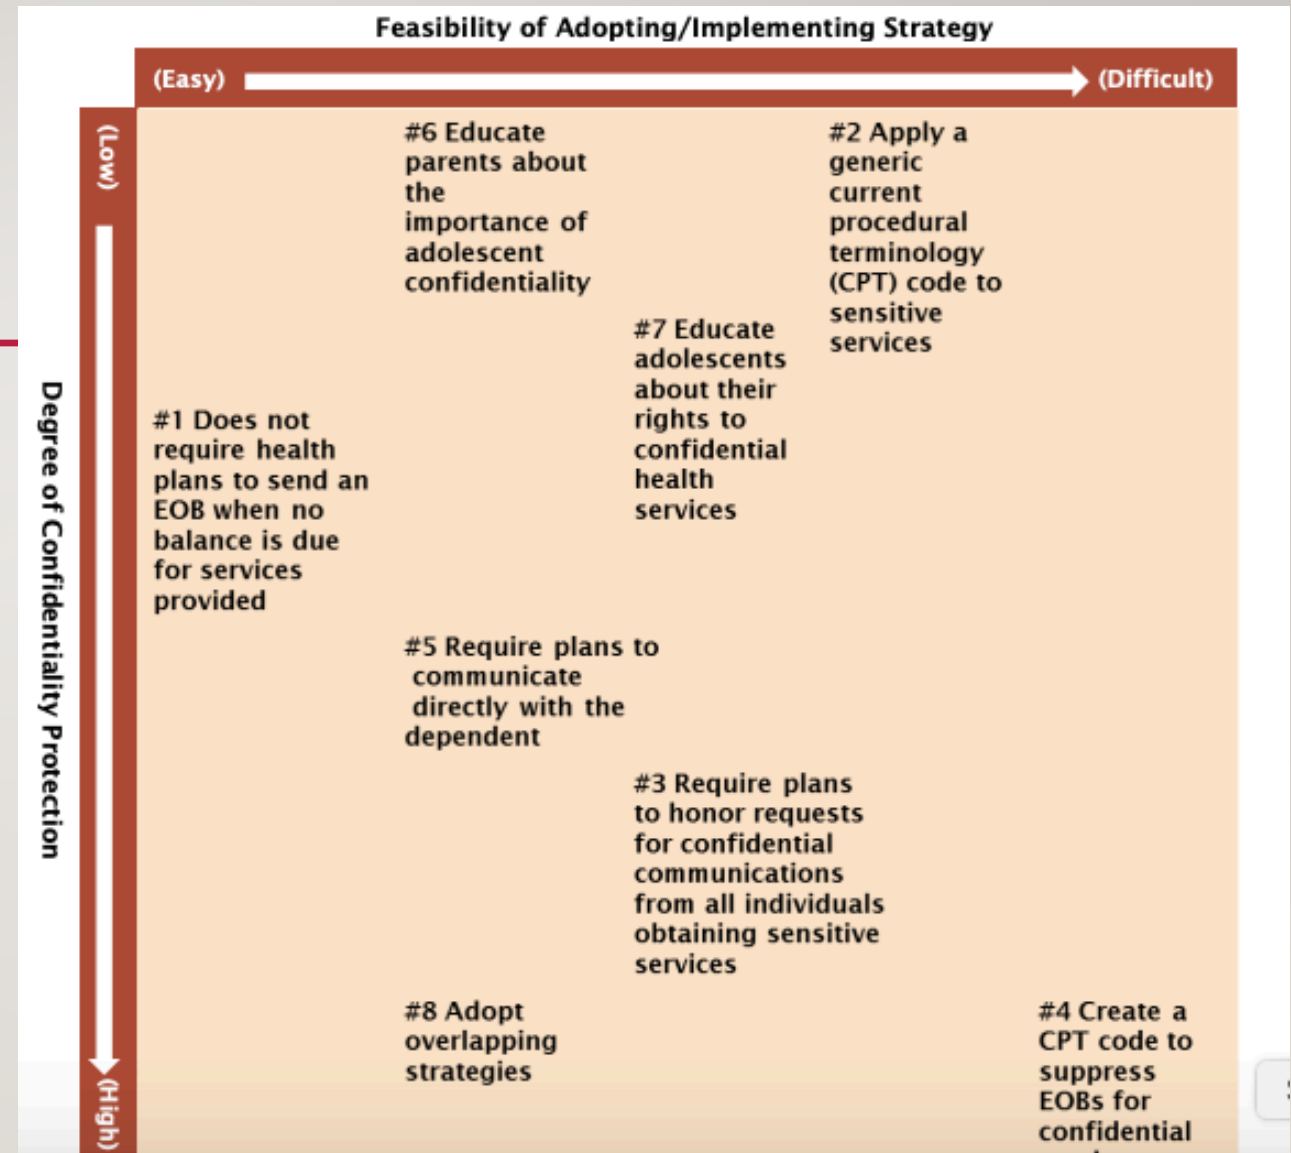 Feasibility of Adopting/Implementing Strategy
(Easy)
(Difficult)
(Low)
Degree of Confidentiality Protection
(High)
#6 Educate
parents about
the
importance of
adolescent
confidentiality
#2 Apply a
generic
current
procedural
terminology
(CPT) code to
sensitive
services
#7 Educate
adolescents
about their
rights to
confidential
health
services
#1 Does not
require health
plans to send an
EOB when no
balance is due
for services
provided
#5 Require plans to
communicate
directly with the
dependent
#3 Require plans
to honor requests
for confidential
communications
from all individuals
obtaining sensitive
services
#8 Adopt
overlapping
strategies
#4 Create a
CPT code to
suppress
EOBs for
confidential